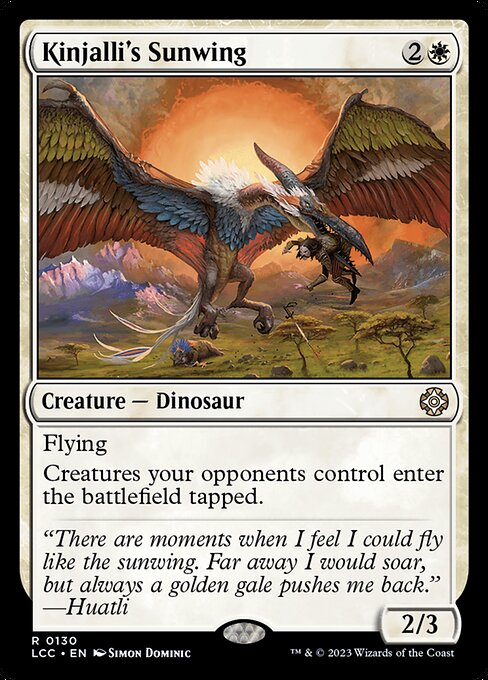 Kinjalli's Sunwing 2
Creature — Dinosaur
Flying
Creatures your opponents control enter
the battlefield tapped.
“There are moments when I feel I could fly
like the sunwing. Far away I would soar,
but always a golden gale pushes me back.”
—Huatli
2/3
R 0130
LCC • EN Simon Dominic
™ & © 2023 Wizards of the Coast